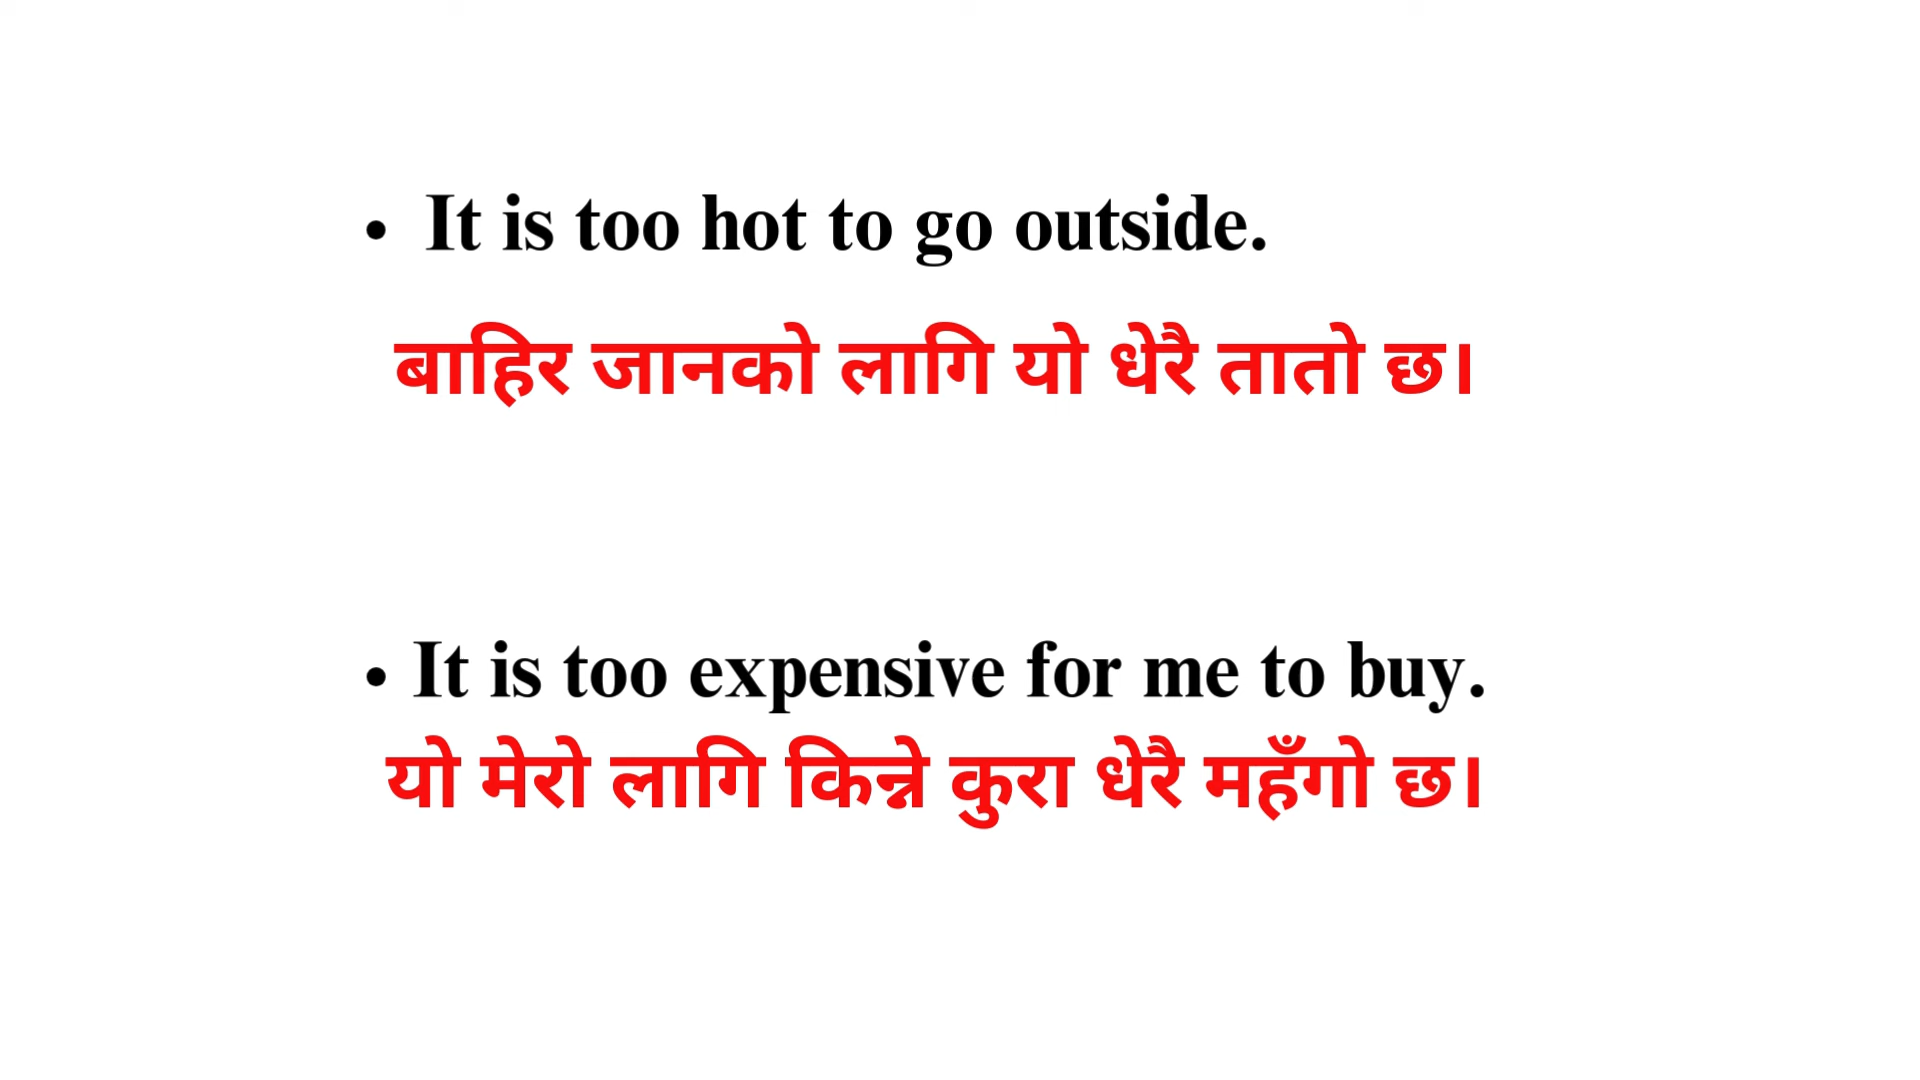 • It is too hot to go outside.
बाहिर जानको लागि यो धेरै तातो छ।
• It is too expensive for me to buy.
यो मेरो लागि किन्ने कुरा धेरै महँगो छ।